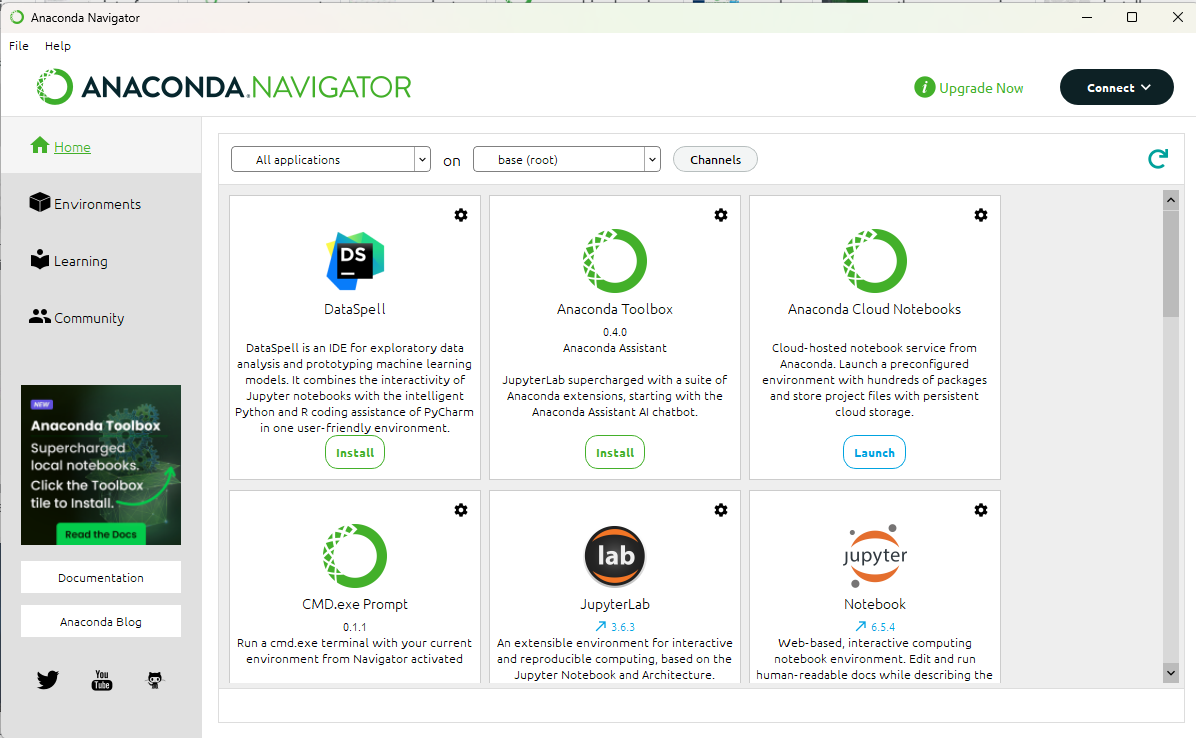 Anaconda Navigator
File Help
ANACONDA.NAVIGATOR
i Upgrade Now
Connect
Home
Environments
Learning
Community
All applications on base (root) Channels
DS
DataSpell
DataSpell is an IDE for exploratory data
analysis and prototyping machine learning
models. It combines the interactivity of
Jupyter notebooks with the intelligent
Python and R coding assistance of PyCharm
in one user-friendly environment.
Install
Anaconda Toolbox
0.4.0
Anaconda Assistant
JupyterLab supercharged with a suite of
Anaconda extensions, starting with the
Anaconda Assistant AI chatbot.
Install
Anaconda Cloud Notebooks
Cloud-hosted notebook service from
Anaconda. Launch a preconfigured
environment with hundreds of packages
and store project files with persistent
cloud storage.
Launch
CMD.exe Prompt
0.1.1
Run a cmd.exe terminal with your current
environment from Navigator activated
lab
JupyterLab
3.6.3
An extensible environment for interactive
and reproducible computing, based on the
Jupyter Notebook and Architecture.
jupyter
Notebook
6.5.4
Web-based, interactive computing
notebook environment. Edit and run
human-readable docs while describing the
NEW
Anaconda Toolbox
Supercharged
local notebooks.
Click the Toolbox
tile to Install.
Read the Docs
Documentation
Anaconda Blog
You
Tube